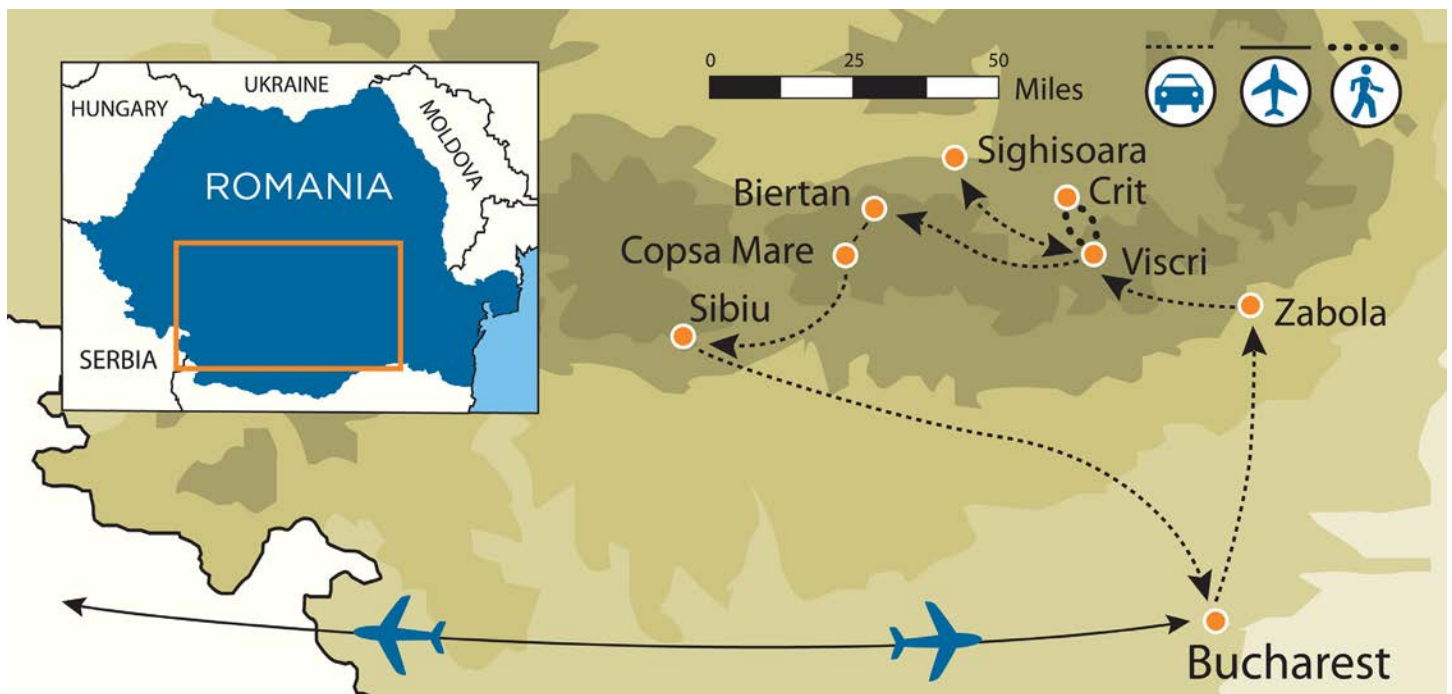 HUNGARY
UKRAINE
MOLDOVA
ROMANIA
SERBIA
0 25 50
Miles
Sighisoara
Crit
Biertan
Copsa Mare
Viscri
Sibiu
Zabola
Bucharest